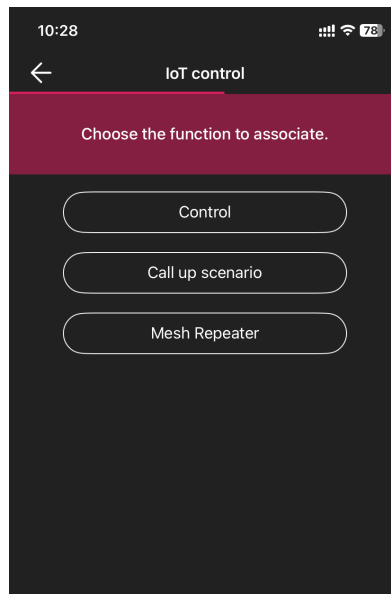 10:28
78
IoT control
Choose the function to associate.
Control
Call up scenario
Mesh Repeater